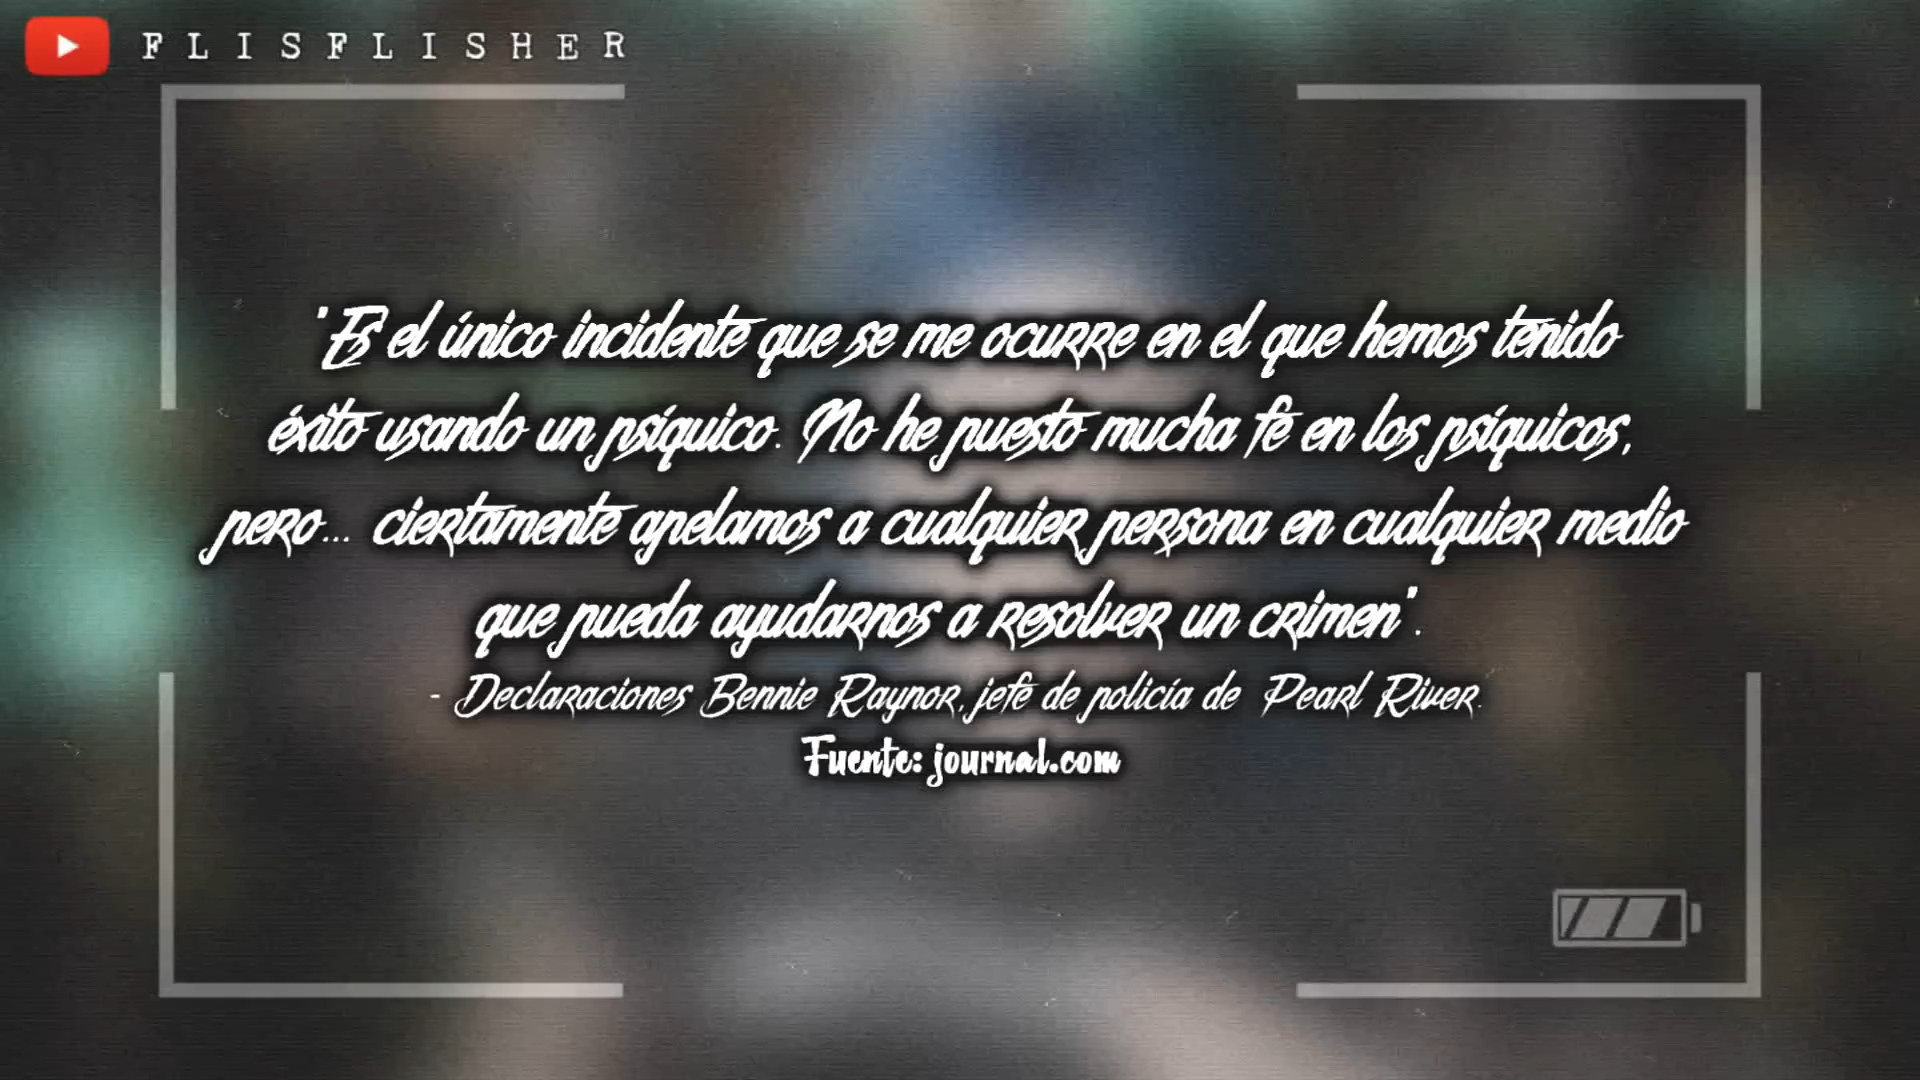 FLISFLISHER
"Es el único incidente que se me ocurre en el que hemos tenido
éxito usando un psíquico. No he puesto mucha fe en los psíquicos,
pero... ciertamente apelamos a cualquier persona en cualquier medio
que pueda ayudarnos a resolver un crimen".
- Declaraciones Bennie Raynor, jefe de policía de Pearl River.
Fuente: journal.com